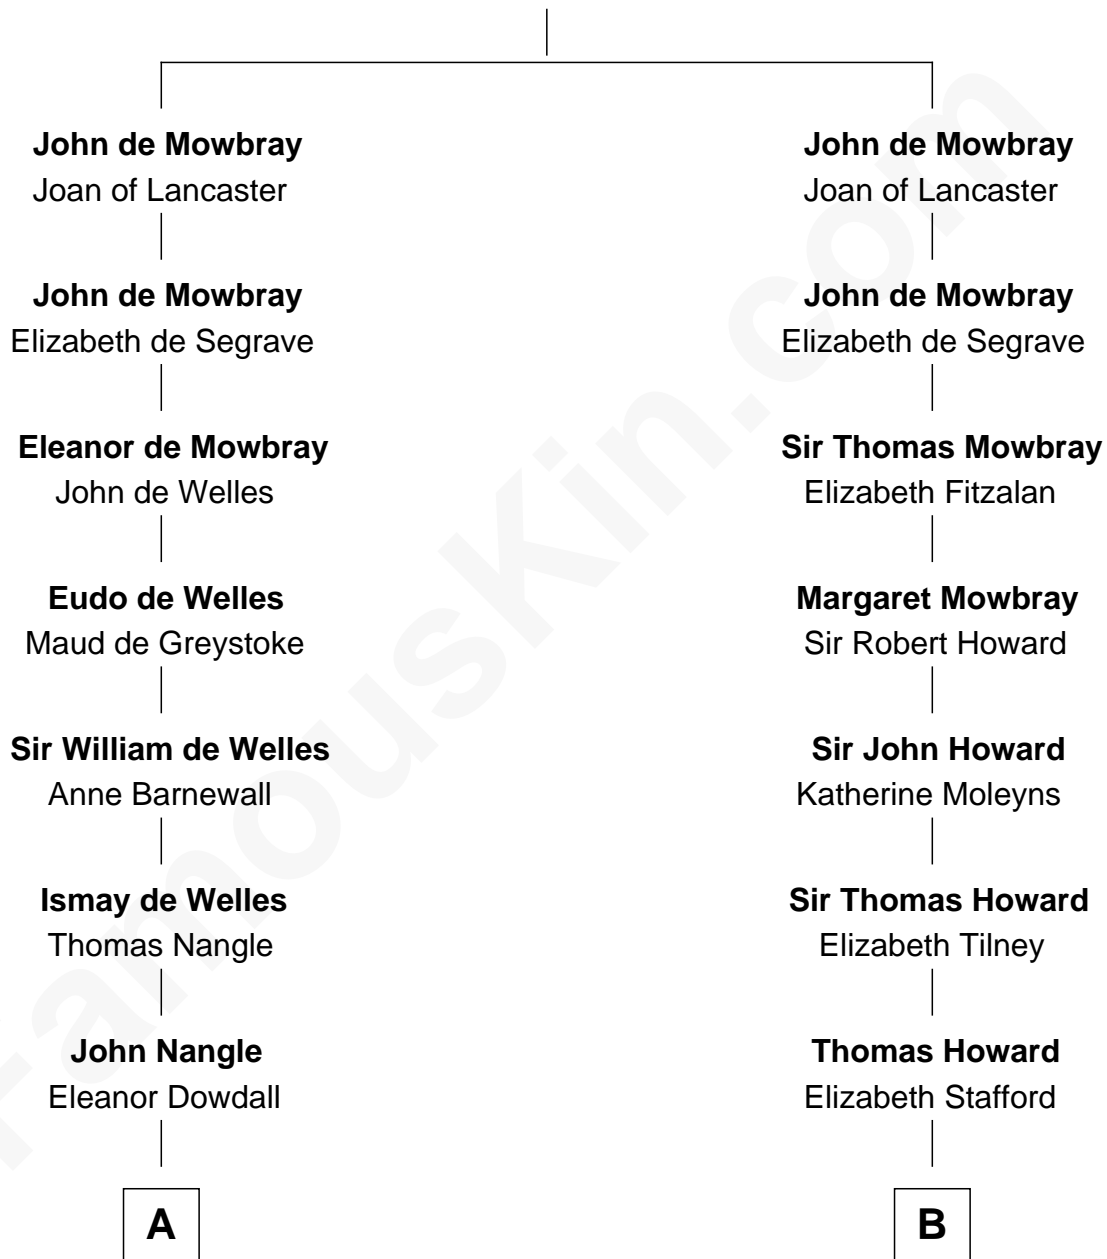 John de Mowbray
Joan of Lancaster
John de Mowbray
Elizabeth de Segrave
Eleanor de Mowbray
John de Welles
Eudo de Welles
Maud de Greystoke
Sir William de Welles
Anne Barnewall
Ismay de Welles
Thomas Nangle
John Nangle
Eleanor Dowdall
A
John de Mowbray
Joan of Lancaster
John de Mowbray
Elizabeth de Segrave
Sir Thomas Mowbray
Elizabeth Fitzalan
Margaret Mowbray
Sir Robert Howard
Sir John Howard
Katherine Moleyns
Sir Thomas Howard
Elizabeth Tilney
Thomas Howard
Elizabeth Stafford
B
FamousKin.com